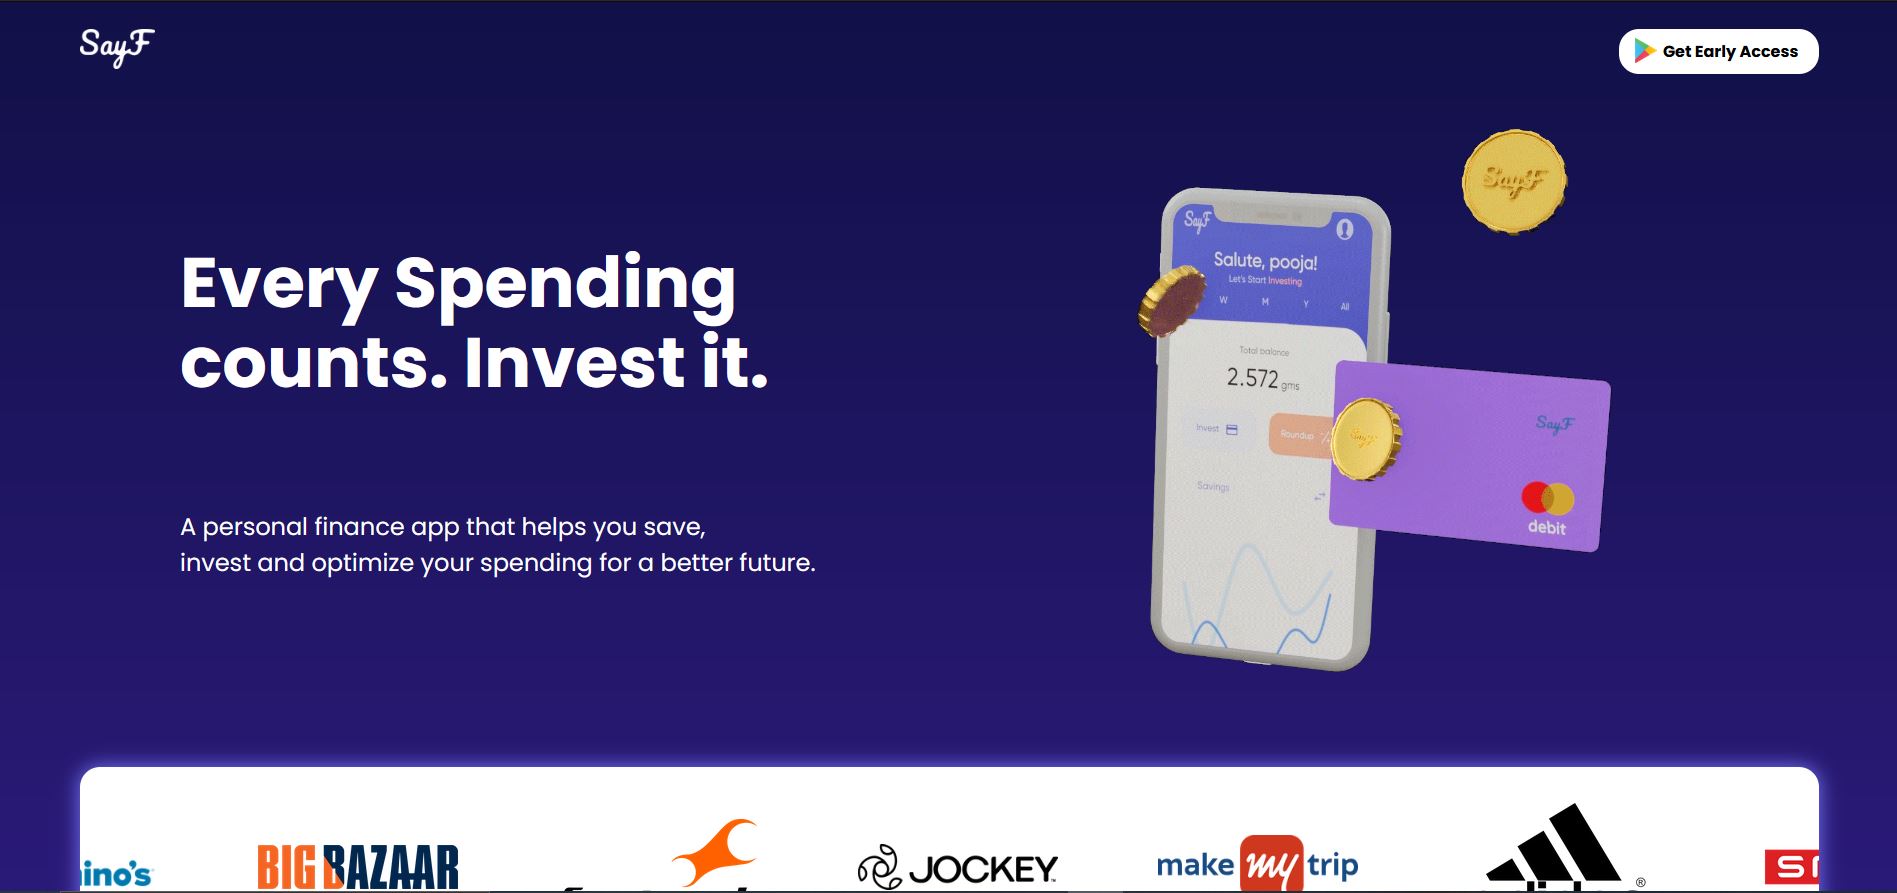 SayF
Get Early Access
SayF
Every Spending
counts. Invest it.
A personal finance app that helps you save,
invest and optimize your spending for a better future.
SayF
Salute, pooja!
Let's Start Investing
W M Y All
Total balance
2.572 gms
Invest
Roundup
Savings
SayF
SayF
debit
ino's
BIG BAZAAR
JOCKEY
make my trip
®